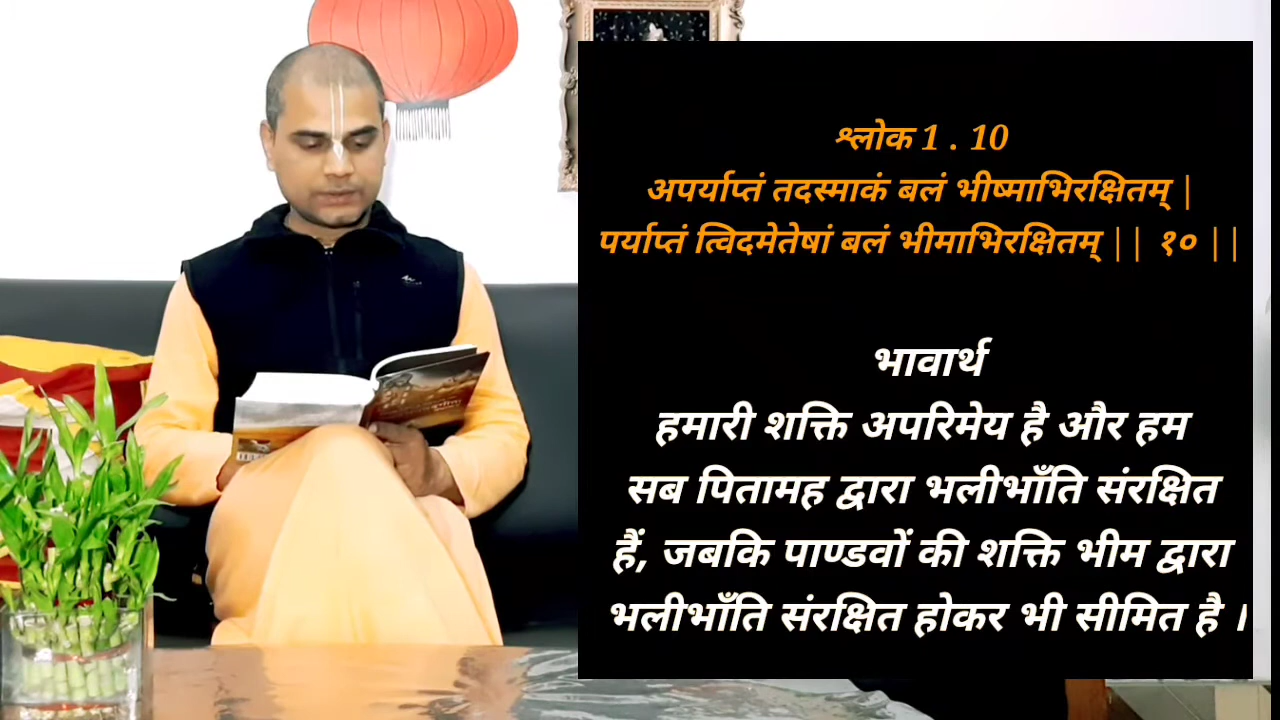 श्लोक 1 . 10
अपर्याप्तं तदस्माकं बलं भीष्माभिरक्षितम् |
पर्याप्तं त्विदमेतेषां बलं भीमाभिरक्षितम् || १० ||
भावार्थ
हमारी शक्ति अपरिमेय है और हम
सब पितामह द्वारा भलीभाँति संरक्षित
हैं, जबकि पाण्डवों की शक्ति भीम द्वारा
भलीभाँति संरक्षित होकर भी सीमित है ।